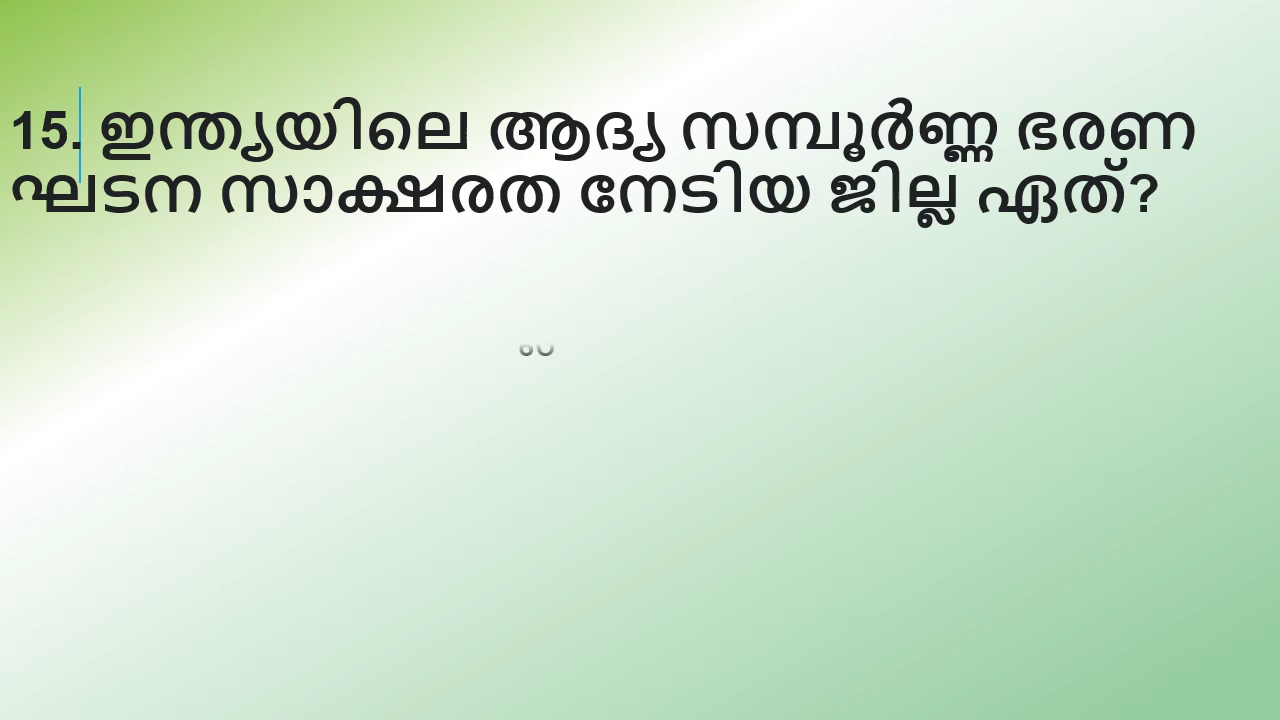 15. ഇന്ത്യയിലെ ആദ്യ സമ്പൂർണ്ണ ഭരണ
ഘടന സാക്ഷരത നേടിയ ജില്ല ഏത്?